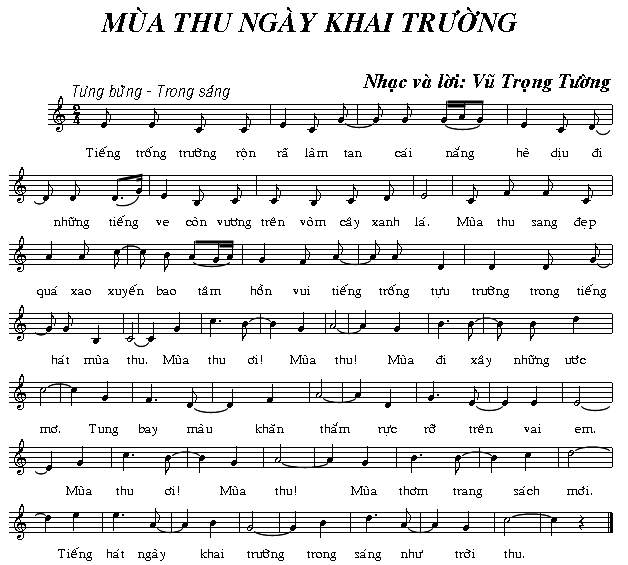 MÙA THU NGÀY KHAI TRƯỜNG
Nhạc và lời: Vũ Trọng Tường
Tưng bừng - Trong sáng
2
4
Tiếng trống trường rộn rã làm tan cái nắng hè dịu đi
những tiếng ve còn vương trên vòm cây xanh lá. Mùa thu sang đẹp
quá xao xuyến bao tâm hồn vui tiếng trống tựu trường trong tiếng
hát mùa thu. Mùa thu ơi! Mùa thu! Mùa đi xây những ước
mơ. Tung bay màu khăn thắm rực rỡ trên vai em.
Mùa thu ơi! Mùa thu! Mùa thơm trang sách mới.
Tiếng hát ngày khai trường trong sáng như trời thu.